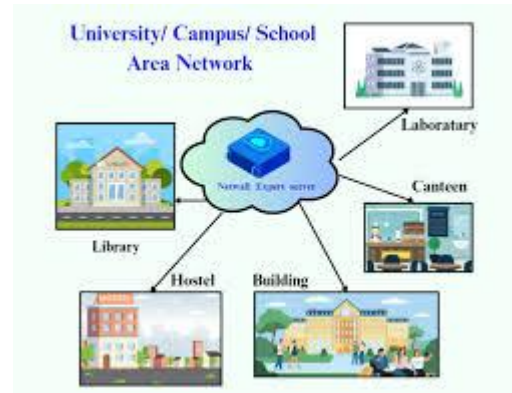 University/ Campus/ School
Area Network
Laboratary
Canteen
Library
Hostel
Building